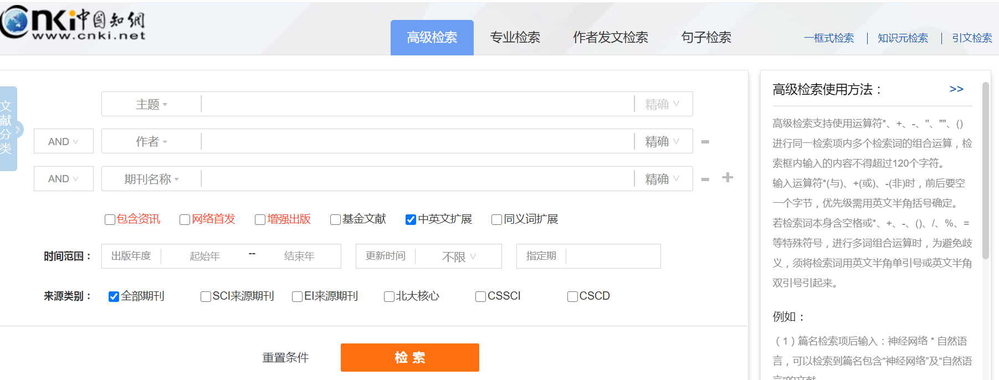 cnki中国知網
www.cnki.net
高级检索 专业检索 作者发文检索 句子检索 一框式检索 | 知识元检索 | 引文检索
文献分类
主题 精确
AND 作者 精确 -
AND 期刊名称 精确 - +
包含资讯 网络首发 增强出版 基金文献 中英文扩展 同义词扩展
时间范围： 出版年度 起始年 -- 结束年 更新时间 不限 指定期
来源类别： 全部期刊 SCI来源期刊 EI来源期刊 北大核心 CSSCI CSCD
重置条件 检索
高级检索使用方法： >>
高级检索支持使用运算符*、+、-、''、""、()
进行同一检索项内多个检索词的组合运算，检
索框内输入的内容不得超过120个字符。
输入运算符*(与)、+(或)、-(非)时，前后要空
一个字节，优先级需用英文半角括号确定。
若检索词本身含空格或*、+、-、()、/、%、=
等特殊符号，进行多词组合运算时，为避免歧
义，须将检索词用英文半角单引号或英文半角
双引号引起来。
例如：
（1）篇名检索项后输入：神经网络 * 自然语
言，可以检索到篇名包含“神经网络”及“自然语
言”的文献